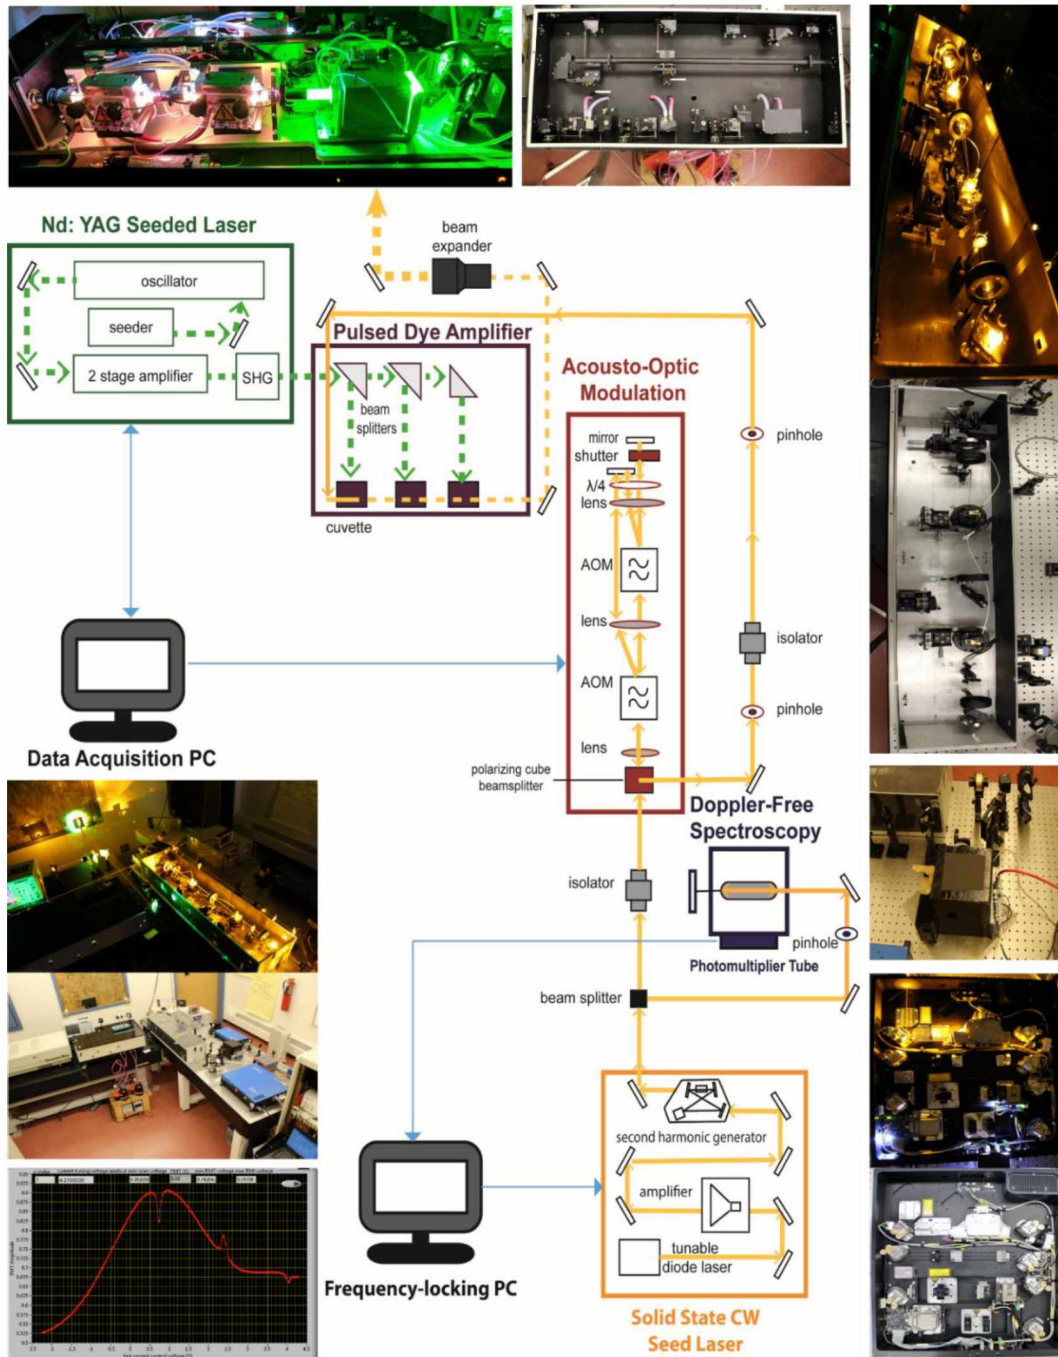 Nd: YAG Seeded Laser
oscillator
seeder
2 stage amplifier
SHG
beam
expander
Pulsed Dye Amplifier
beam
splitters
cuvette
Acousto-Optic
Modulation
mirror
shutter
λ/4
lens
AOM
lens
AOM
lens
polarizing cube
beamsplitter
pinhole
isolator
pinhole
Data Acquisition PC
Doppler-Free
Spectroscopy
isolator
pinhole
Photomultiplier Tube
beam splitter
second harmonic generator
amplifier
tunable
diode laser
Frequency-locking PC
Solid State CW
Seed Laser